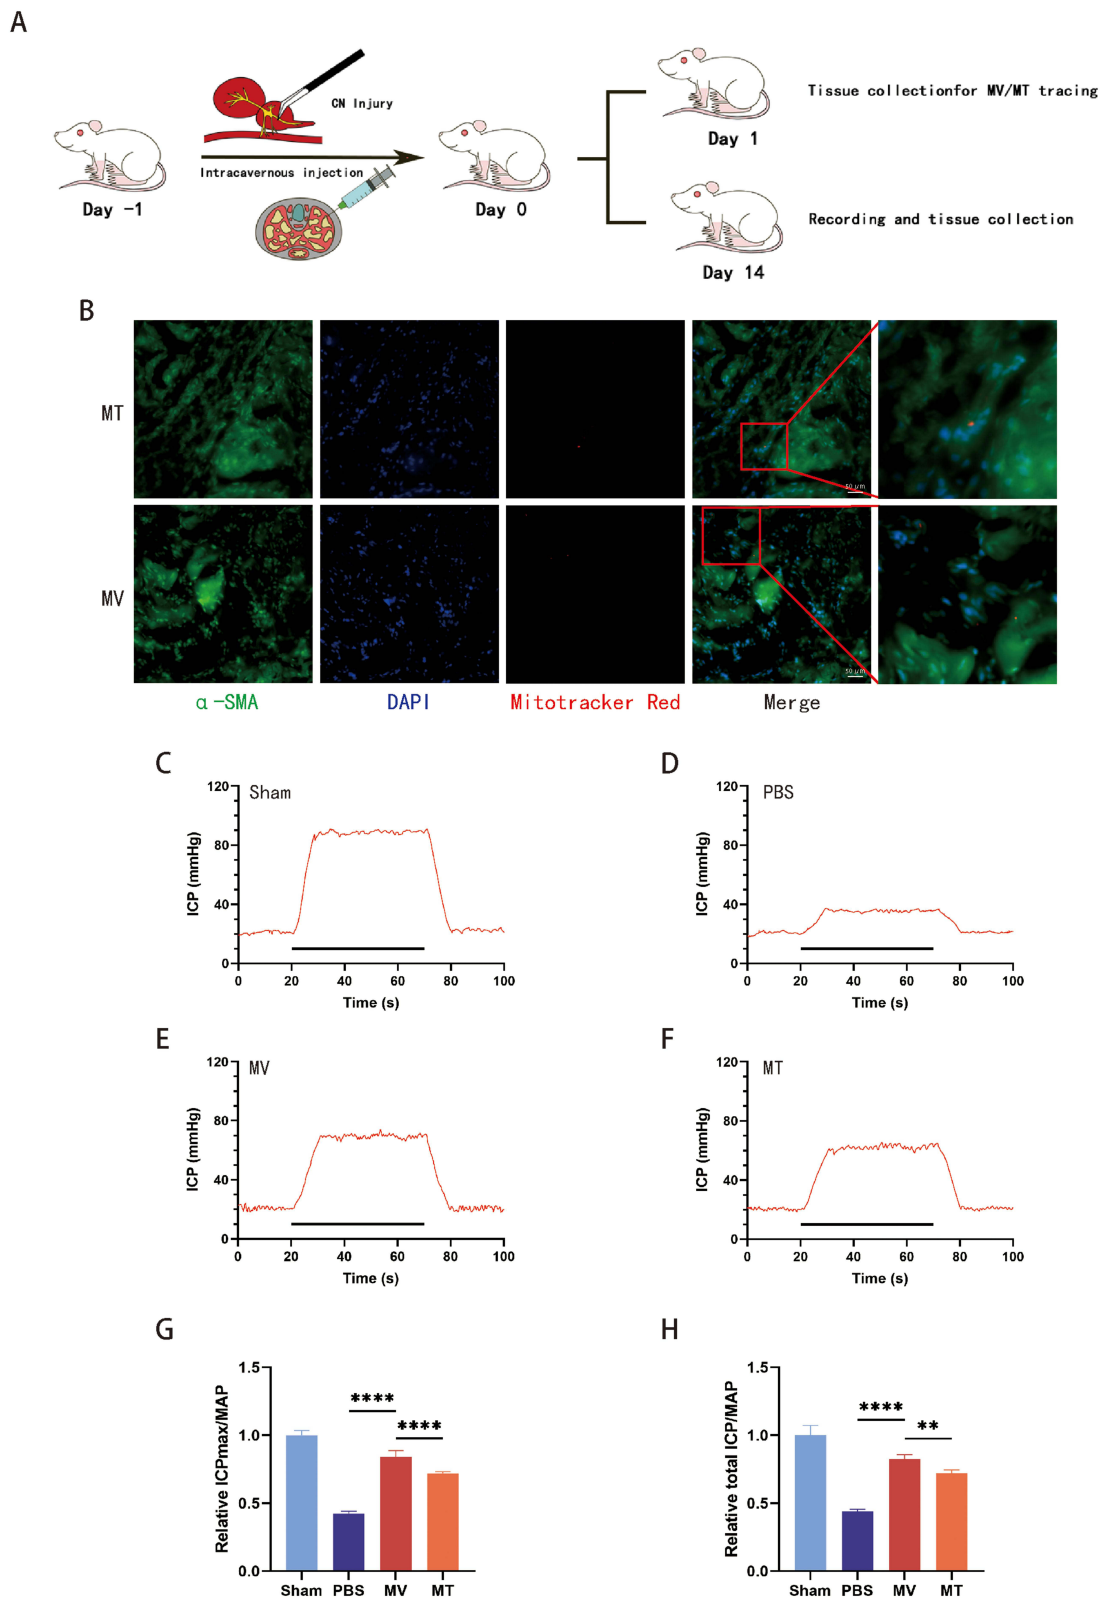 A
CN Injury
Intracavernous injection
Day -1
Day 0
Day 1
Tissue collectionfor MV/MT tracing
Day 14
Recording and tissue collection
B
MT
50 μm
MV
50 μm
α-SMA
DAPI
Mitotracker Red
Merge
C
Sham
ICP (mmHg)
120
80
40
0
0 20 40 60 80 100
Time (s)
D
PBS
ICP (mmHg)
120
80
40
0
0 20 40 60 80 100
Time (s)
E
MV
ICP (mmHg)
120
80
40
0
0 20 40 60 80 100
Time (s)
F
MT
ICP (mmHg)
120
80
40
0
0 20 40 60 80 100
Time (s)
G
Relative ICPmax/MAP
1.5
1.0
0.5
0.0
****
****
Sham PBS MV MT
H
Relative total ICP/MAP
1.5
1.0
0.5
0.0
****
**
Sham PBS MV MT